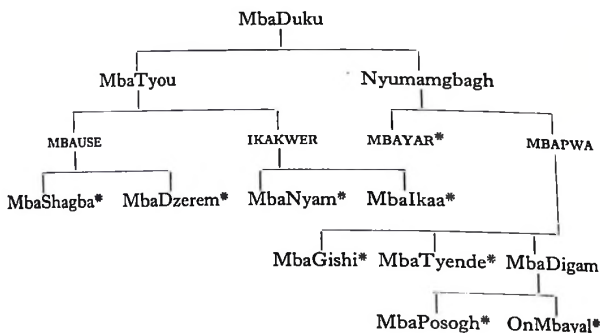 MbaDuku
MbaTyou Nyumamgbagh
MBAUSE IKAKWER MBAYAR* MBAPWA
MbaShagba* MbaDzerem* MbaNyam* MbaIkaa*
MbaGishi* MbaTyende* MbaDigam
MbaPosogh* OnMbayal*